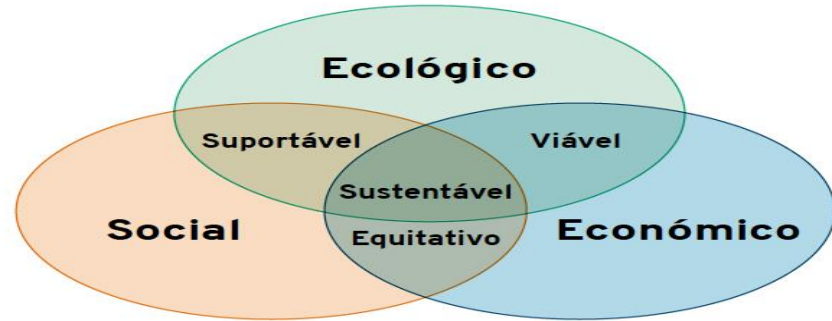 Ecológico
Suportável
Viável
Sustentável
Social
Equitativo
Económico